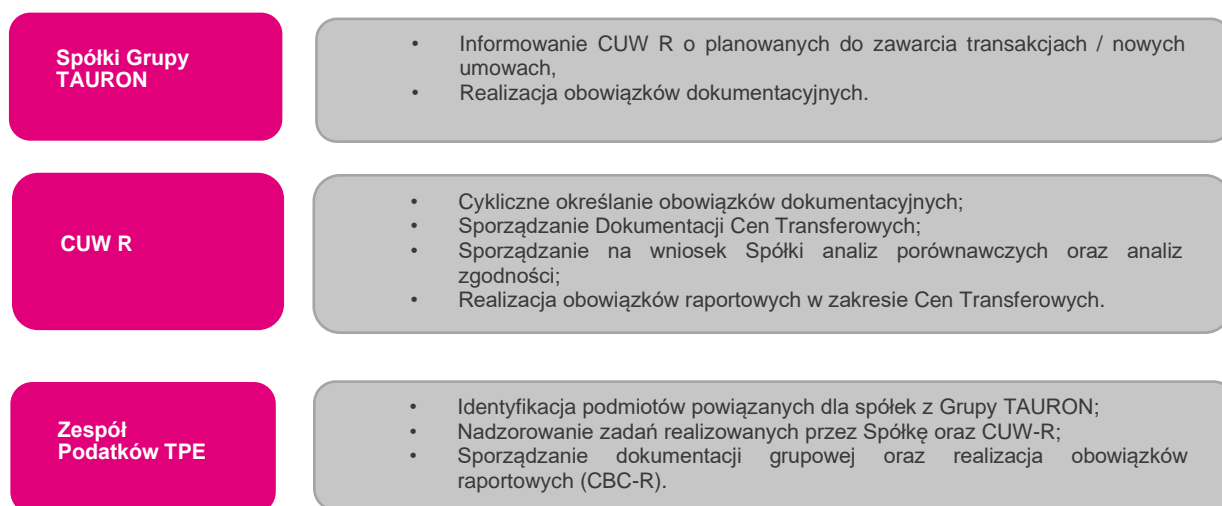 Spółki Grupy
TAURON
• Informowanie CUW R o planowanych do zawarcia transakcjach / nowych
umowach,
• Realizacja obowiązków dokumentacyjnych.
CUW R
• Cykliczne określanie obowiązków dokumentacyjnych;
• Sporządzanie Dokumentacji Cen Transferowych;
• Sporządzanie na wniosek Spółki analiz porównawczych oraz analiz
zgodności;
• Realizacja obowiązków raportowych w zakresie Cen Transferowych.
Zespół
Podatków TPE
• Identyfikacja podmiotów powiązanych dla spółek z Grupy TAURON;
• Nadzorowanie zadań realizowanych przez Spółkę oraz CUW-R;
• Sporządzanie dokumentacji grupowej oraz realizacja obowiązków
raportowych (CBC-R).